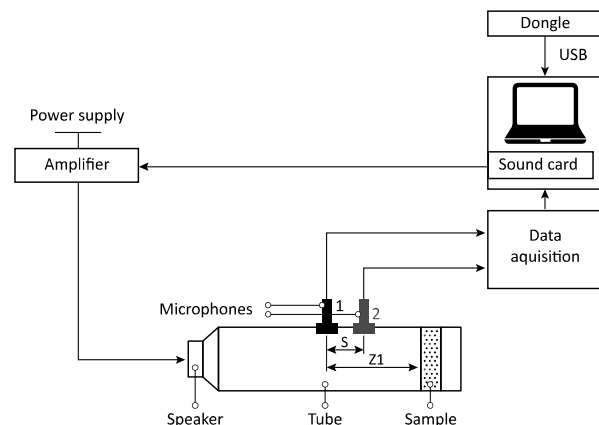 Dongle
USB
Power supply
Amplifier
Sound card
Data
aquisition
Microphones
1
2
S
Z1
Speaker
Tube
Sample